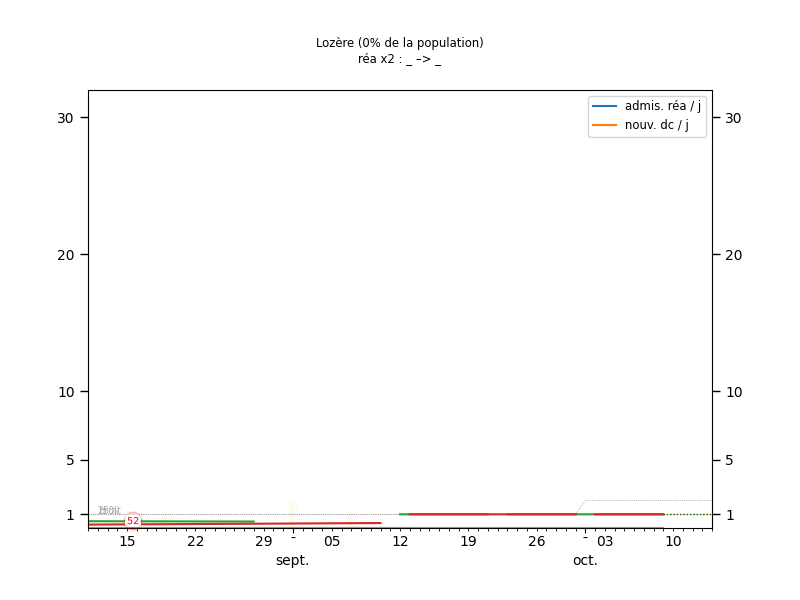 Lozère (0% de la population)
réa x2 : _ –> _
admis. réa / j
nouv. dc / j
30 30
20 20
10 10
5 5
1 1
52
15 22 29 - 05 12 19 26 - 03 10
sept. oct.